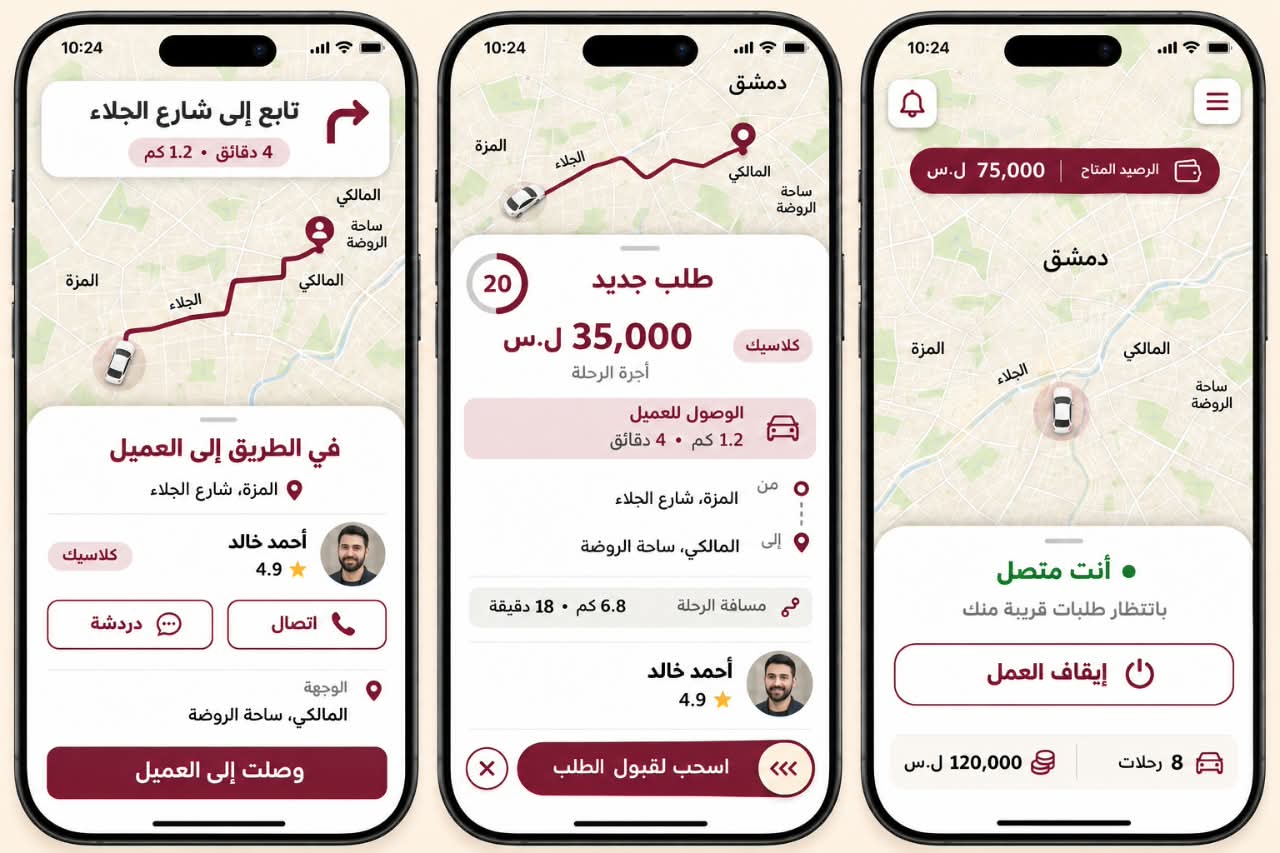 10:24
تابع إلى شارع الجلاء
4 دقائق • 1.2 كم
المالكي
ساحة
الروضة
المزة
المالكي
الجلاء
في الطريق إلى العميل
المزة، شارع الجلاء
أحمد خالد
4.9
كلاسيك
اتصال
دردشة
الوجهة
المالكي، ساحة الروضة
وصلت إلى العميل
10:24
دمشق
المزة
الجلاء
المالكي
ساحة
الروضة
طلب جديد
20
35,000 ل.س
كلاسيك
أجرة الرحلة
الوصول للعميل
1.2 كم • 4 دقائق
من
المزة، شارع الجلاء
إلى
المالكي، ساحة الروضة
مسافة الرحلة
6.8 كم • 18 دقيقة
أحمد خالد
4.9
اسحب لقبول الطلب
10:24
الرصيد المتاح
75,000 ل.س
دمشق
المزة
المالكي
الجلاء
ساحة
الروضة
أنت متصل
باتتظار طلبات قريبة منك
إيقاف العمل
8 رحلات
120,000 ل.س